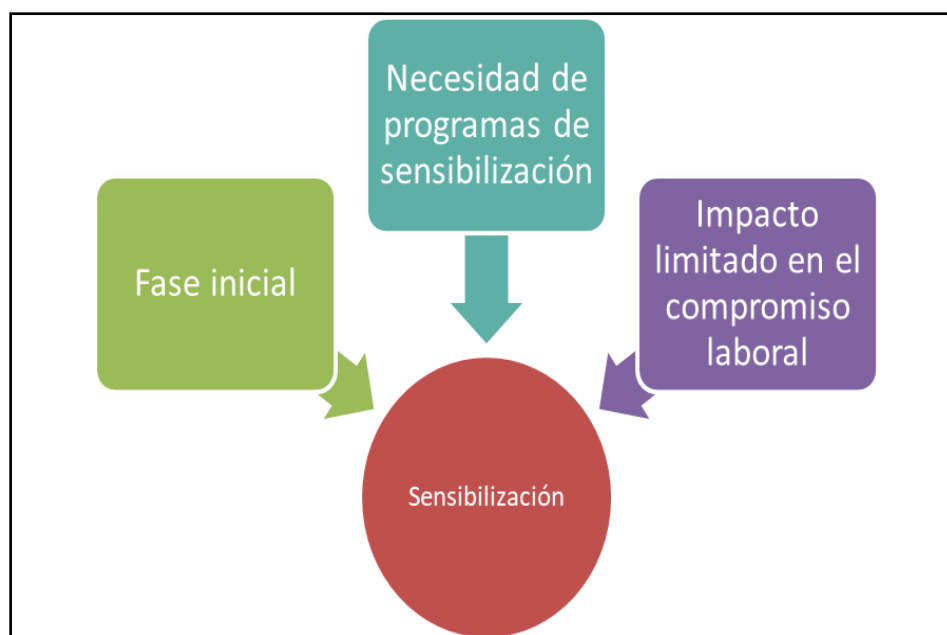 Necesidad de
programas de
sensibilización
Fase inicial
Impacto
limitado en el
compromiso
laboral
Sensibilización